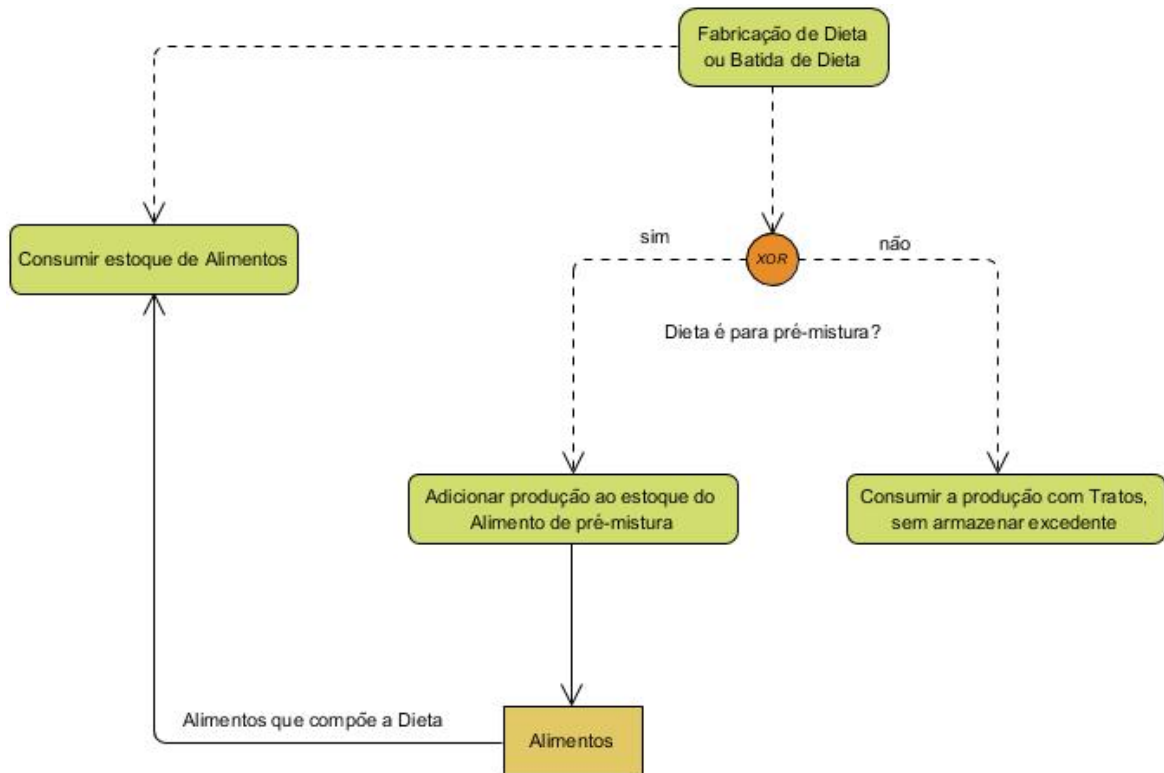 Fabricação de Dieta
ou Batida de Dieta
Consumir estoque de Alimentos
sim
XOR
não
Dieta é para pré-mistura?
Adicionar produção ao estoque do
Alimento de pré-mistura
Consumir a produção com Tratos,
sem armazenar excedente
Alimentos que compõe a Dieta
Alimentos